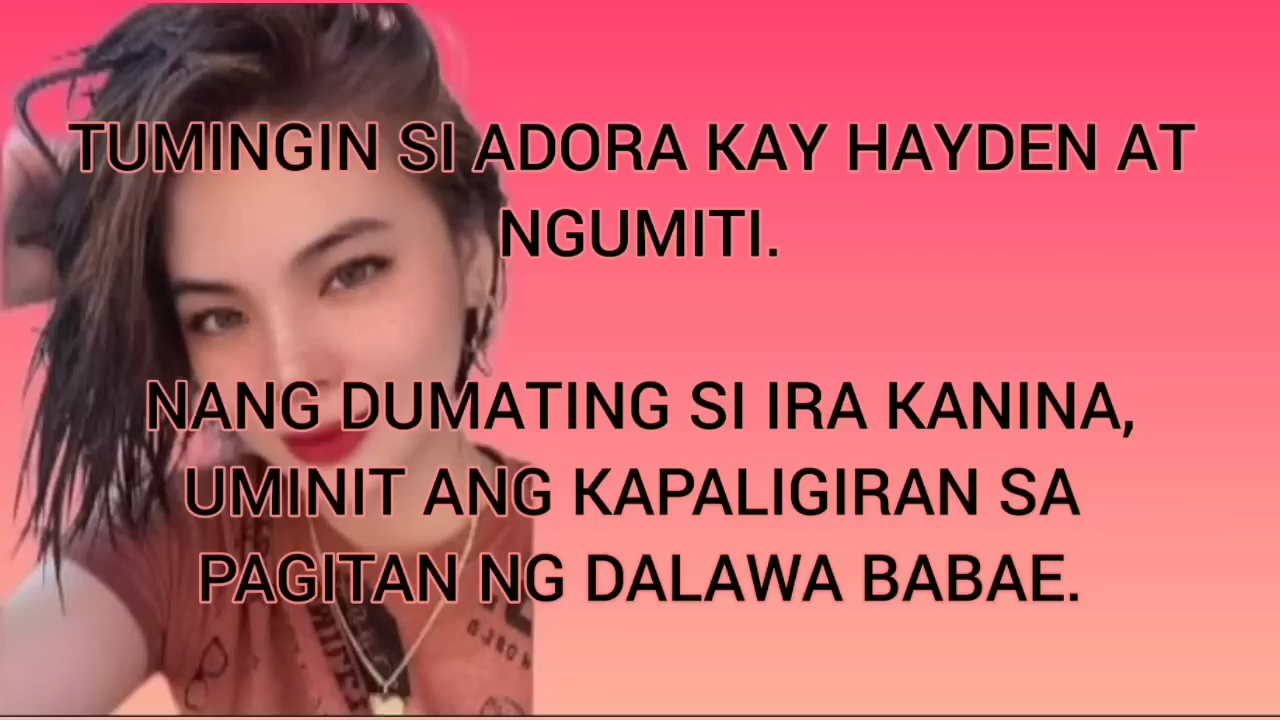 TUMINGIN SI ADORA KAY HAYDEN AT
NGUMITI.
NANG DUMATING SI IRA KANINA,
UMINIT ANG KAPALIGIRAN SA
PAGITAN NG DALAWA BABAE.